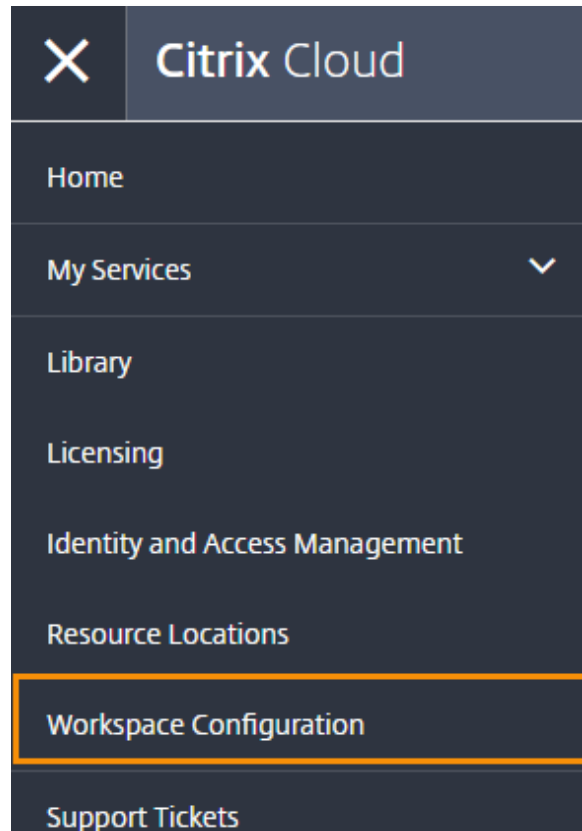 Citrix Cloud
Home
My Services
Library
Licensing
Identity and Access Management
Resource Locations
Workspace Configuration
Support Tickets